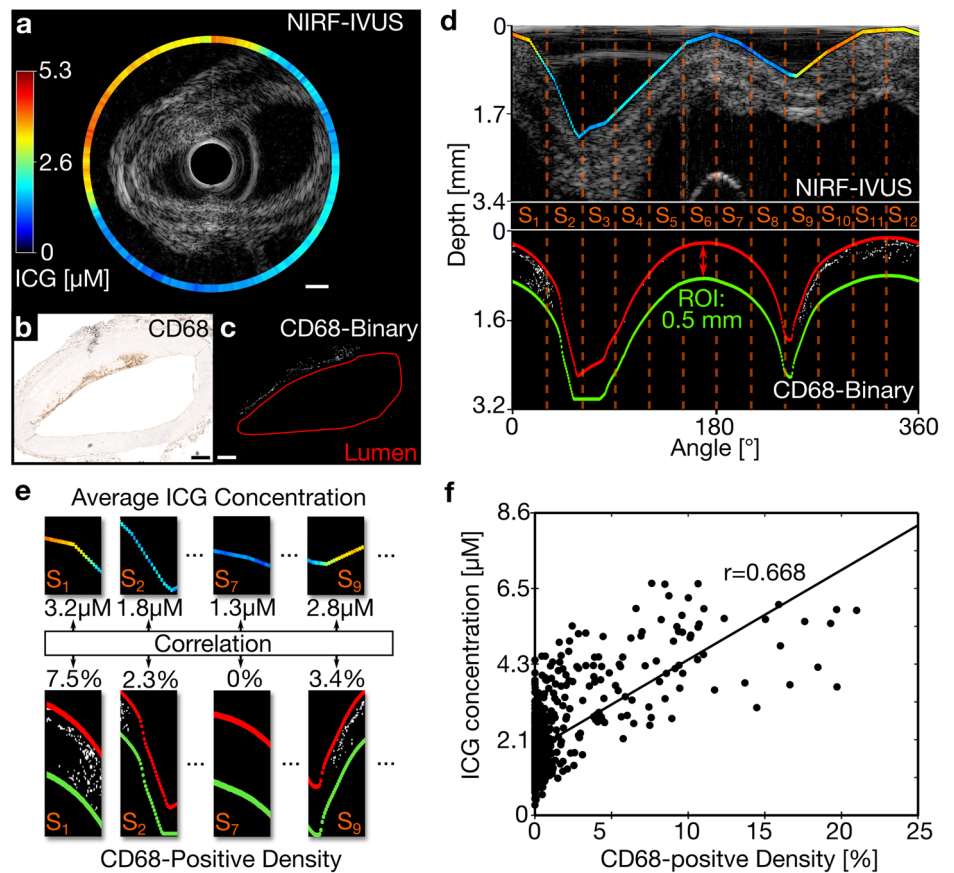 a
NIRF-IVUS
5.3
2.6
0
ICG [µM]
b
CD68
c
CD68-Binary
Lumen
d
0
1.7
3.4
Depth [mm]
NIRF-IVUS
S1 S2 S3 S4 S5 S6 S7 S8 S9 S10 S11 S12
0
1.6
3.2
ROI:
0.5 mm
CD68-Binary
0 180 360
Angle [°]
e
Average ICG Concentration
S1 S2 ... S7 ... S9 ...
3.2µM 1.8µM 1.3µM 2.8µM
Correlation
7.5% 2.3% 0% 3.4%
... ... ...
S1 S2 S7 S9
CD68-Positive Density
f
8.6
6.5
4.3
2.1
0
ICG concentration [µM]
r=0.668
0 5 10 15 20 25
CD68-positve Density [%]